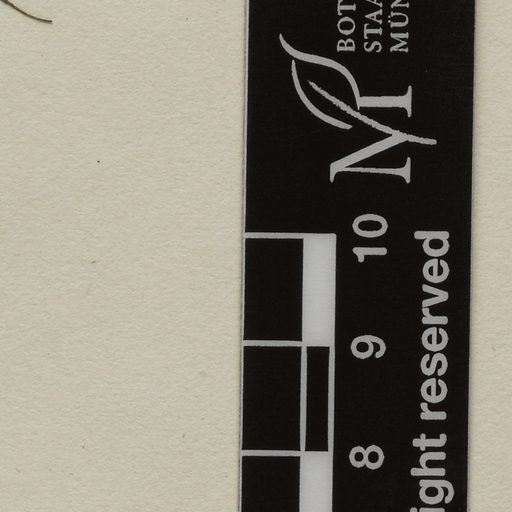 BOT
STAA
MÜN
10
9
8
ight reserved